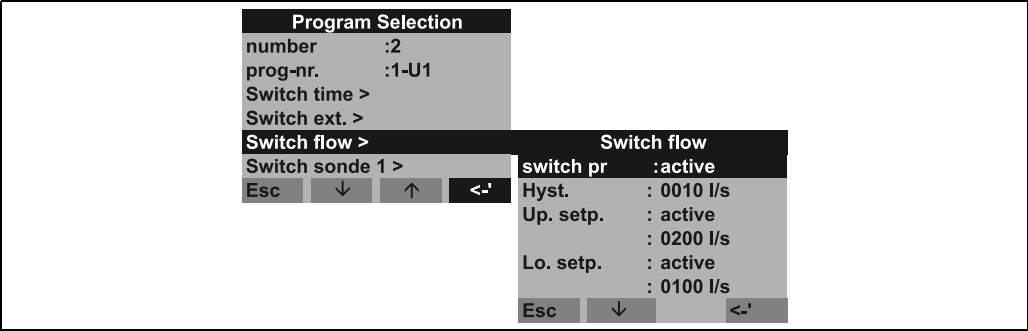 Program Selection
number :2
prog-nr. :1-U1
Switch time >
Switch ext. >
Switch flow >
Switch sonde 1 >
Esc ↓ ↑ <-'
Switch flow
switch pr :active
Hyst. : 0010 l/s
Up. setp. : active
: 0200 l/s
Lo. setp. : active
: 0100 l/s
Esc ↓ <-'